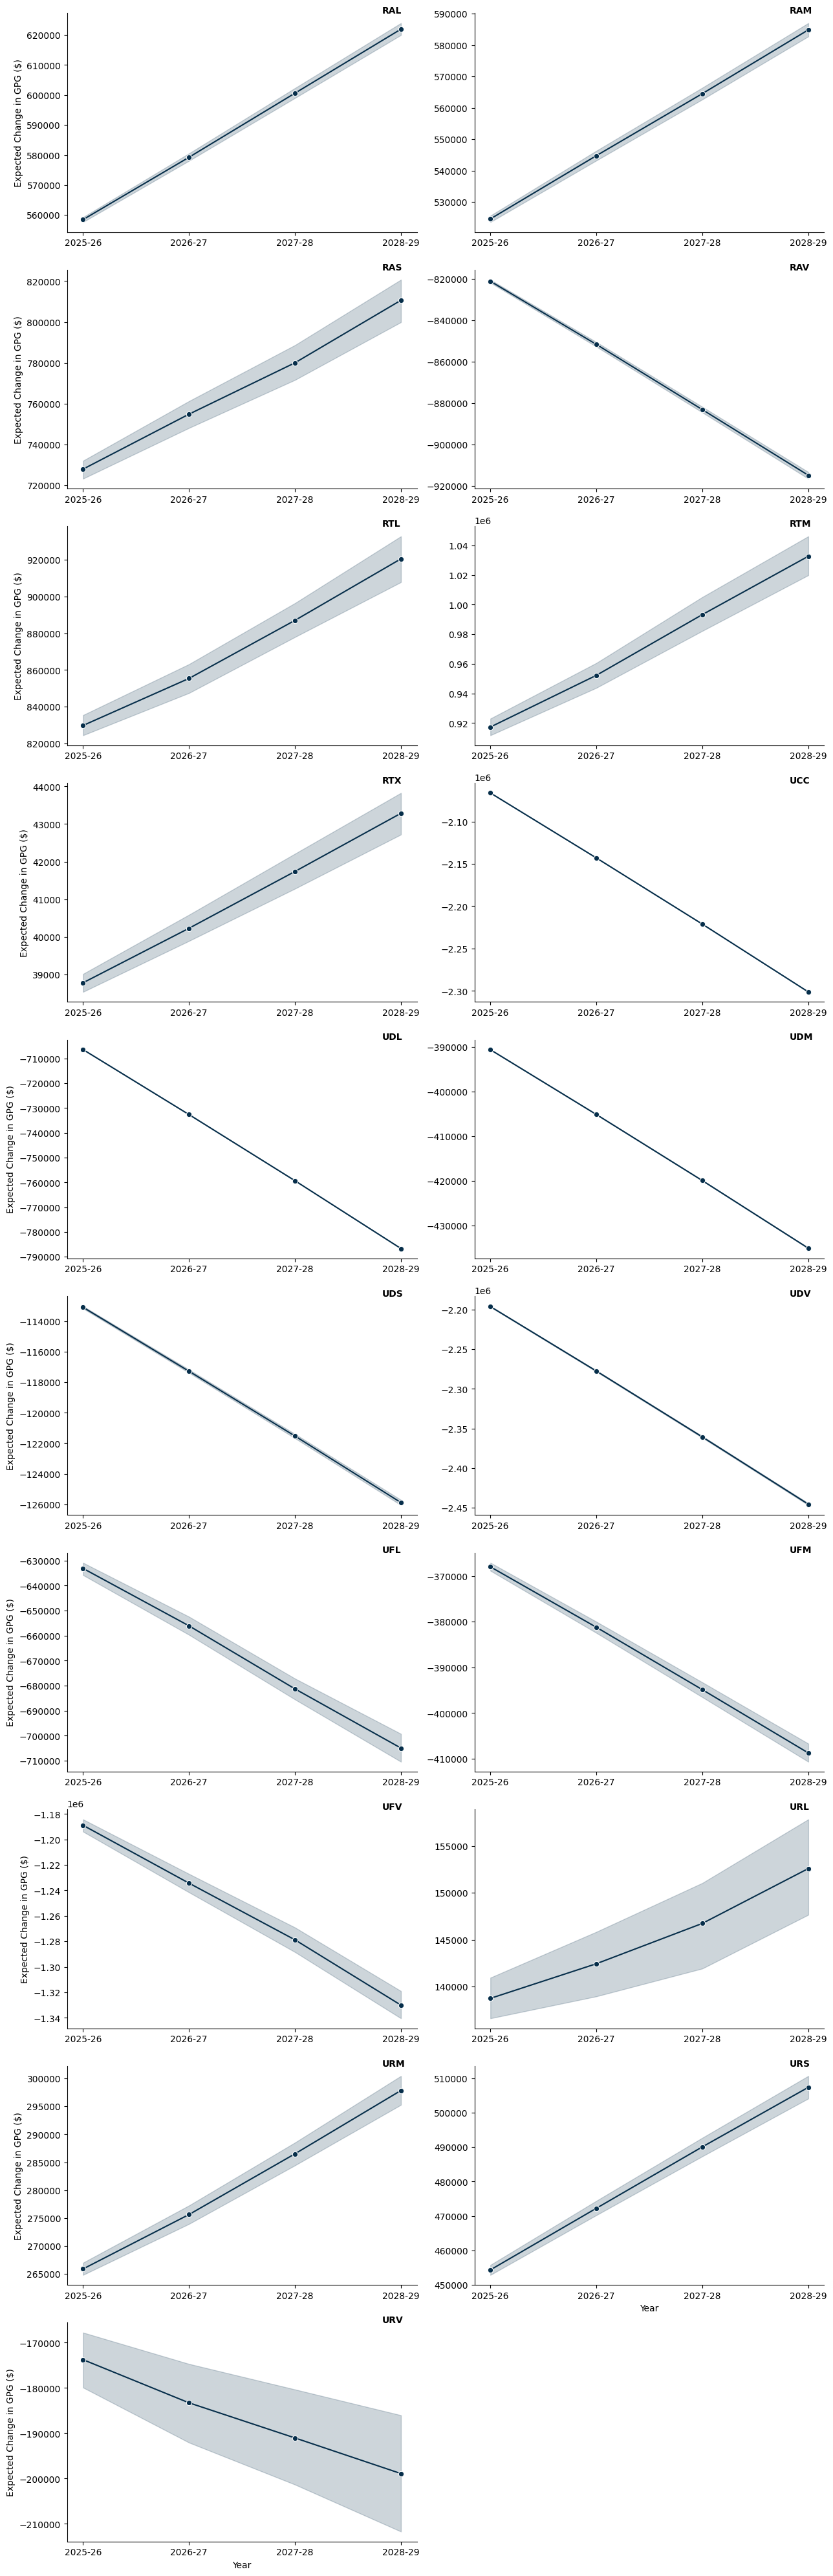 RAL
Expected Change in GPG ($)
620000
610000
600000
590000
580000
570000
560000
2025-26 2026-27 2027-28 2028-29
RAM
590000
580000
570000
560000
550000
540000
530000
2025-26 2026-27 2027-28 2028-29
RAS
Expected Change in GPG ($)
820000
800000
780000
760000
740000
720000
2025-26 2026-27 2027-28 2028-29
RAV
−820000
−840000
−860000
−880000
−900000
−920000
2025-26 2026-27 2027-28 2028-29
RTL
Expected Change in GPG ($)
920000
900000
880000
860000
840000
820000
2025-26 2026-27 2027-28 2028-29
1e6
RTM
1.04
1.02
1.00
0.98
0.96
0.94
0.92
2025-26 2026-27 2027-28 2028-29
RTX
Expected Change in GPG ($)
44000
43000
42000
41000
40000
39000
2025-26 2026-27 2027-28 2028-29
1e6
UCC
−2.10
−2.15
−2.20
−2.25
−2.30
2025-26 2026-27 2027-28 2028-29
UDL
Expected Change in GPG ($)
−710000
−720000
−730000
−740000
−750000
−760000
−770000
−780000
−790000
2025-26 2026-27 2027-28 2028-29
UDM
−390000
−400000
−410000
−420000
−430000
2025-26 2026-27 2027-28 2028-29
UDS
Expected Change in GPG ($)
−114000
−116000
−118000
−120000
−122000
−124000
−126000
2025-26 2026-27 2027-28 2028-29
1e6
UDV
−2.20
−2.25
−2.30
−2.35
−2.40
−2.45
2025-26 2026-27 2027-28 2028-29
UFL
Expected Change in GPG ($)
−630000
−640000
−650000
−660000
−670000
−680000
−690000
−700000
−710000
2025-26 2026-27 2027-28 2028-29
UFM
−370000
−380000
−390000
−400000
−410000
2025-26 2026-27 2027-28 2028-29
1e6
UFV
Expected Change in GPG ($)
−1.18
−1.20
−1.22
−1.24
−1.26
−1.28
−1.30
−1.32
−1.34
2025-26 2026-27 2027-28 2028-29
URL
155000
150000
145000
140000
2025-26 2026-27 2027-28 2028-29
URM
Expected Change in GPG ($)
300000
295000
290000
285000
280000
275000
270000
265000
2025-26 2026-27 2027-28 2028-29
URS
510000
500000
490000
480000
470000
460000
450000
2025-26 2026-27 2027-28 2028-29
Year
URV
Expected Change in GPG ($)
−170000
−180000
−190000
−200000
−210000
2025-26 2026-27 2027-28 2028-29
Year